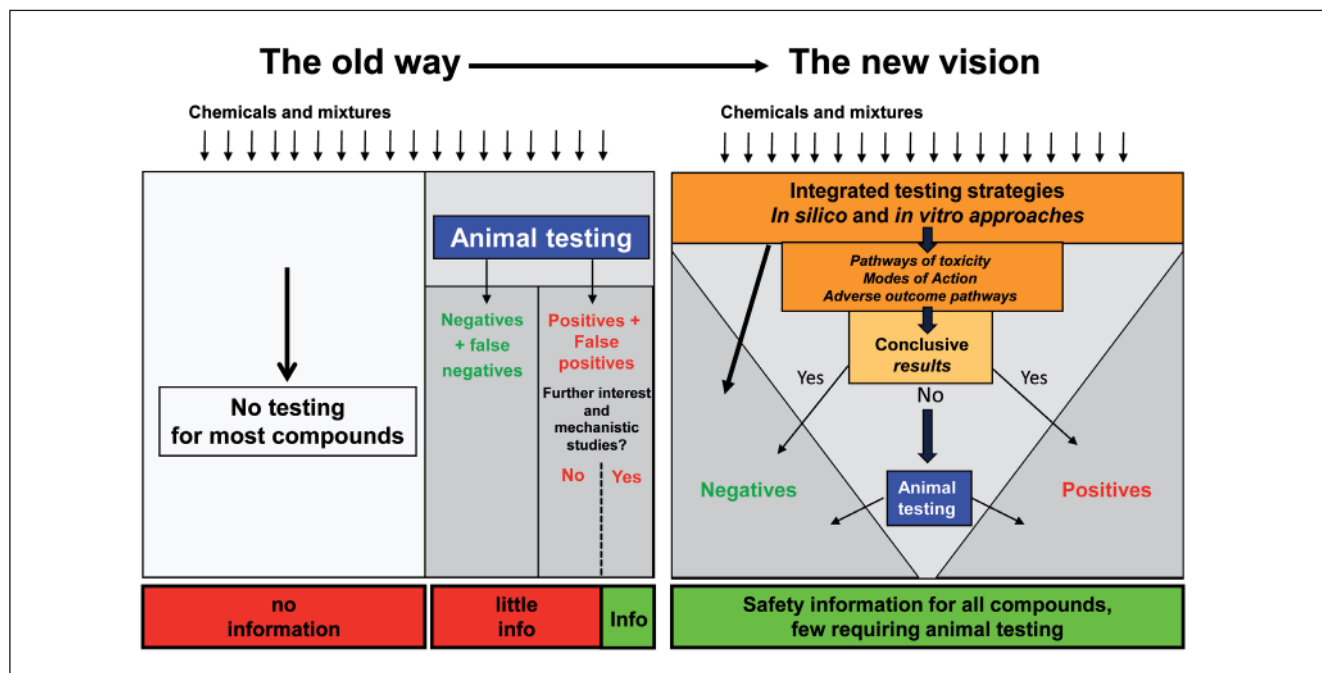 The old way
The new vision
Chemicals and mixtures
No testing
for most compounds
Animal testing
Negatives
+ false
negatives
Positives +
False
positives
Further interest
and
mechanistic
studies?
No
Yes
no
information
little
info
Info
Chemicals and mixtures
Integrated testing strategies
In silico and in vitro approaches
Pathways of toxicity
Modes of Action
Adverse outcome pathways
Conclusive
results
Yes
No
Yes
Negatives
Animal
testing
Positives
Safety information for all compounds,
few requiring animal testing